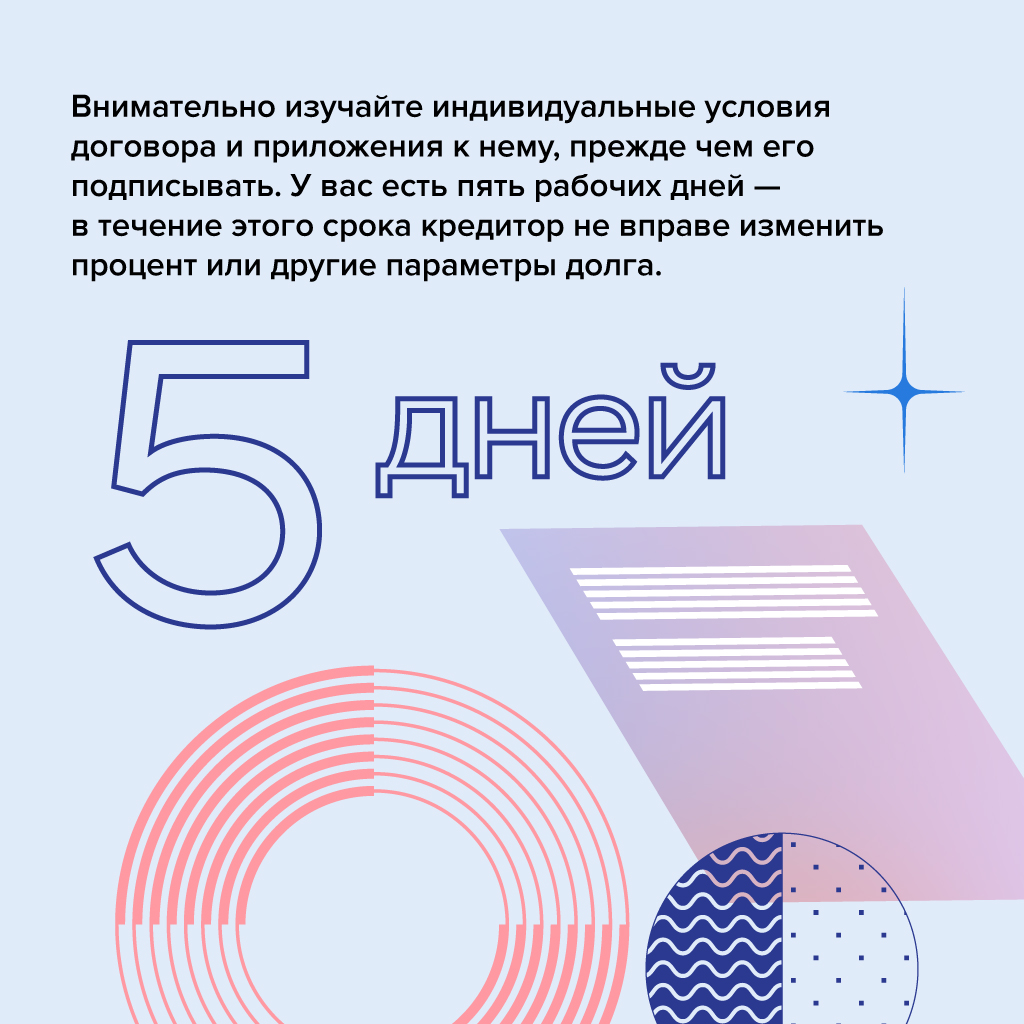 Внимательно изучайте индивидуальные условия
договора и приложения к нему, прежде чем его
подписывать. У вас есть пять рабочих дней —
в течение этого срока кредитор не вправе изменить
процент или другие параметры долга.
5 дней